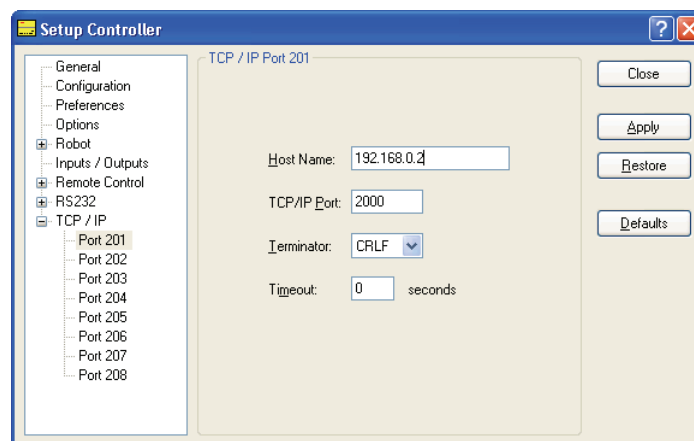 Setup Controller
General
Configuration
Preferences
Options
Robot
Inputs / Outputs
Remote Control
RS232
TCP / IP
Port 201
Port 202
Port 203
Port 204
Port 205
Port 206
Port 207
Port 208
TCP / IP Port 201
Host Name: 192.168.0.2
TCP/IP Port: 2000
Terminator: CRLF
Timeout: 0 seconds
Close
Apply
Restore
Defaults